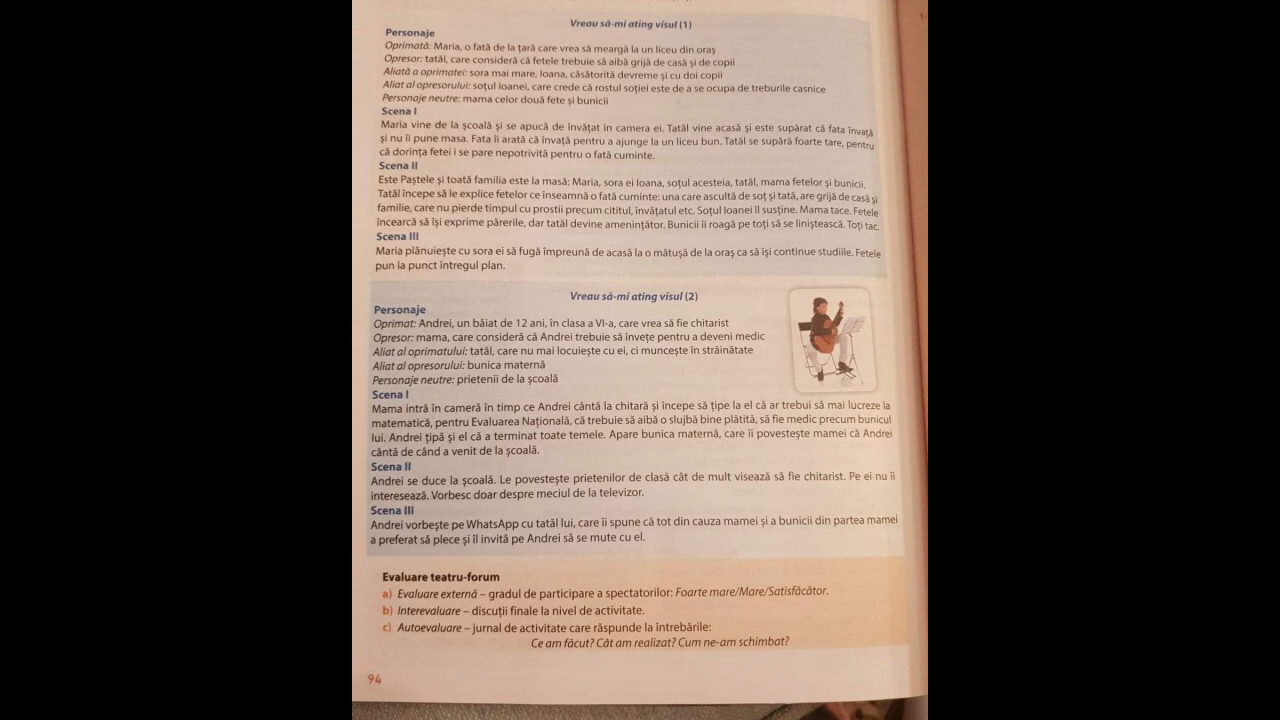 Vreau să-mi ating visul (1)
Personaje
Oprimată: Maria, o fată de la țară care vrea să meargă la un liceu din oraș
Opresor: tatăl, care consideră că fetele trebuie să aibă grijă de casă și de copii
Aliată a oprimatei: sora mai mare, Ioana, căsătorită devreme și cu doi copii
Aliat al opresorului: soțul Ioanei, care crede că rostul soției este de a se ocupa de treburile casnice
Personaje neutre: mama celor două fete și bunicii
Scena I
Maria vine de la școală și se apucă de învățat în camera ei. Tatăl vine acasă și este supărat că fata învață
și nu îi pune masa. Fata îi arată că învață pentru a ajunge la un liceu bun. Tatăl se supără foarte tare, pentru
că dorința fetei i se pare nepotrivită pentru o fată cuminte.
Scena II
Este Paștele și toată familia este la masă: Maria, sora ei Ioana, soțul acesteia, tatăl, mama fetelor și bunicii.
Tatăl începe să le explice fetelor ce înseamnă o fată cuminte: una care ascultă de soț și tată, are grijă de casă și
familie, care nu pierde timpul cu prostii precum cititul, învățatul etc. Soțul Ioanei îl susține. Mama tace. Fetele
încearcă să își exprime părerile, dar tatăl devine amenințător. Bunicii îi roagă pe toți să se liniștească. Toți tac.
Scena III
Maria plănuiește cu sora ei să fugă împreună de acasă la o mătușă de la oraș ca să își continue studiile. Fetele
pun la punct întregul plan.
Vreau să-mi ating visul (2)
Personaje
Oprimat: Andrei, un băiat de 12 ani, în clasa a VI-a, care vrea să fie chitarist
Opresor: mama, care consideră că Andrei trebuie să învețe pentru a deveni medic
Aliat al oprimatului: tatăl, care nu mai locuiește cu ei, ci muncește în străinătate
Aliat al opresorului: bunica maternă
Personaje neutre: prietenii de la școală
Scena I
Mama intră în cameră în timp ce Andrei cântă la chitară și începe să țipe la el că ar trebui să mai lucreze la
matematică, pentru Evaluarea Națională, că trebuie să aibă o slujbă bine plătită, să fie medic precum bunicul
lui. Andrei țipă și el că a terminat toate temele. Apare bunica maternă, care îi povestește mamei că Andrei
cântă de când a venit de la școală.
Scena II
Andrei se duce la școală. Le povestește prietenilor de clasă cât de mult visează să fie chitarist. Pe ei nu îi
interesează. Vorbesc doar despre meciul de la televizor.
Scena III
Andrei vorbește pe WhatsApp cu tatăl lui, care îi spune că tot din cauza mamei și a bunicii din partea mamei
a preferat să plece și îl invită pe Andrei să se mute cu el.
Evaluare teatru-forum
a) Evaluare externă – gradul de participare a spectatorilor: Foarte mare/Mare/Satisfăcător.
b) Interevaluare – discuții finale la nivel de activitate.
c) Autoevaluare – jurnal de activitate care răspunde la întrebările:
Ce am făcut? Cât am realizat? Cum ne-am schimbat?
94